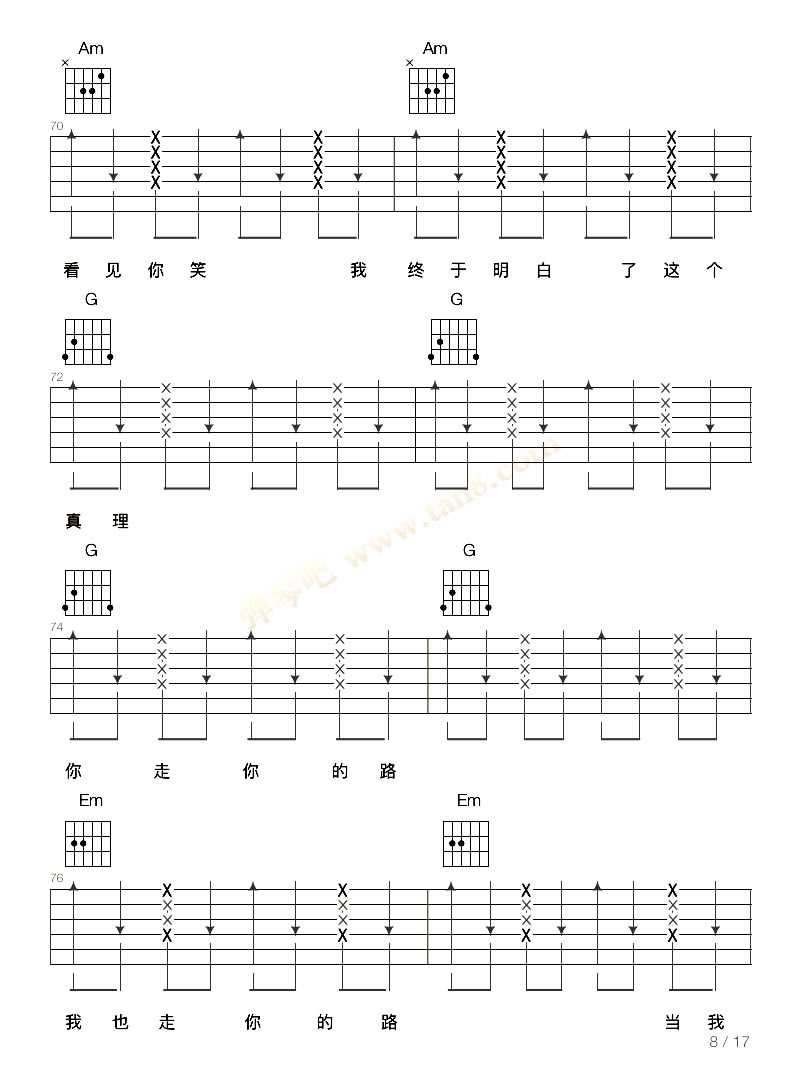 Am Am
× ×
70
看见你笑 我终于明白 了这个
G G
72
真理
G G
74
你 走 你 的路
Em Em
76
我也走 你 的 路 当我
8 / 17
弹琴吧 www.tan8.com